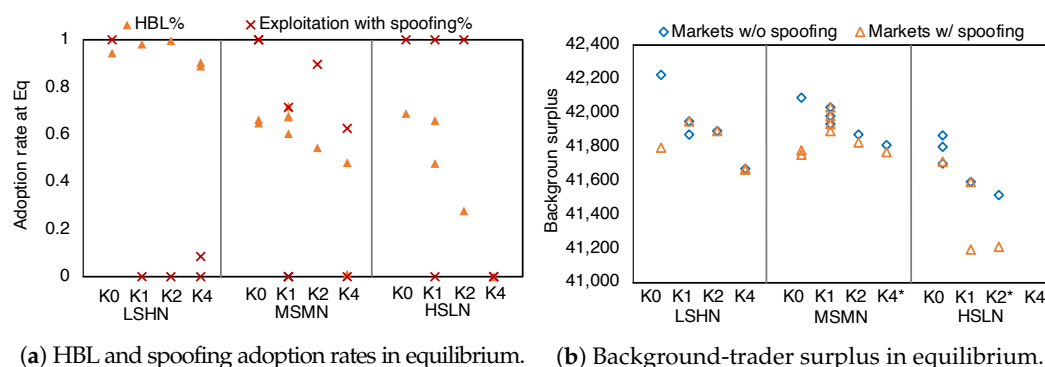 HBL% Exploitation with spoofing%
Adoption rate at Eq
1
0.8
0.6
0.4
0.2
0
K0 K1 K2 K4 K0 K1 K2 K4 K0 K1 K2 K4
LSHN MSMN HSLN
(a) HBL and spoofing adoption rates in equilibrium.
Markets w/o spoofing Markets w/ spoofing
Backgroun surplus
42,400
42,200
42,000
41,800
41,600
41,400
41,200
41,000
K0 K1 K2 K4 K0 K1 K2 K4* K0 K1 K2* K4
LSHN MSMN HSLN
(b) Background-trader surplus in equilibrium.